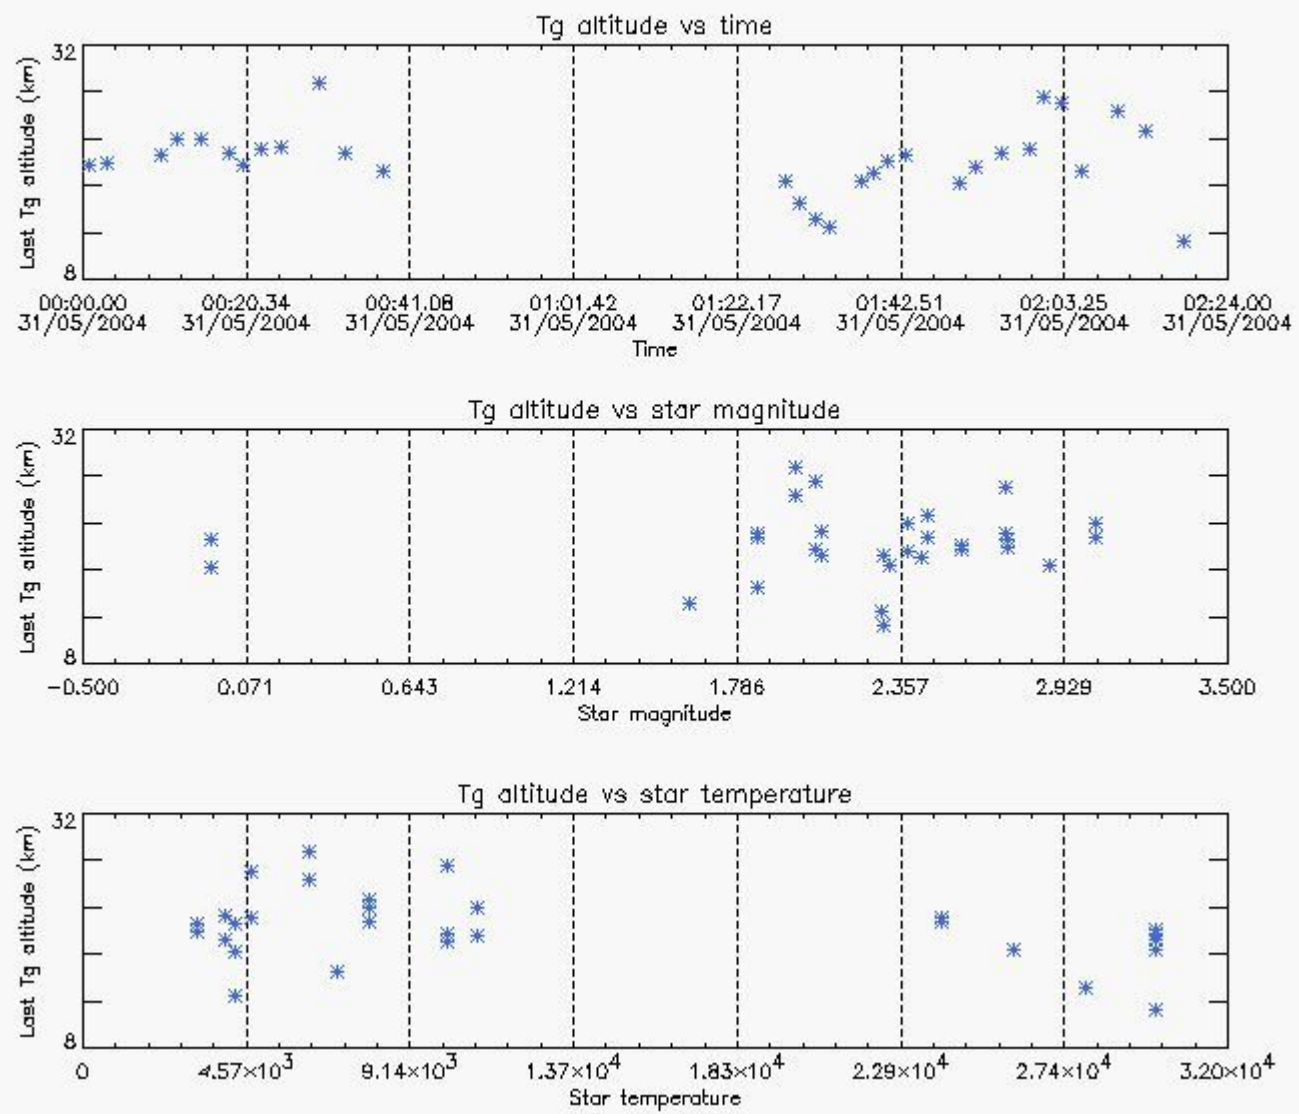 Tg altitude vs time
32
Last Tg altitude (km)
8
00:00.00 00:20.34 00:41.08 01:01.42 01:22.17 01:42.51 02:03.25 02:24.00
31/05/2004 31/05/2004 31/05/2004 31/05/2004 31/05/2004 31/05/2004 31/05/2004 31/05/2004
Time
Tg altitude vs star magnitude
32
Last Tg altitude (km)
8
-0.500 0.071 0.643 1.214 1.786 2.357 2.929 3.500
Star magnitude
Tg altitude vs star temperature
32
Last Tg altitude (km)
8
0 4.57×10³ 9.14×10³ 1.37×10⁴ 1.83×10⁴ 2.29×10⁴ 2.74×10⁴ 3.20×10⁴
Star temperature